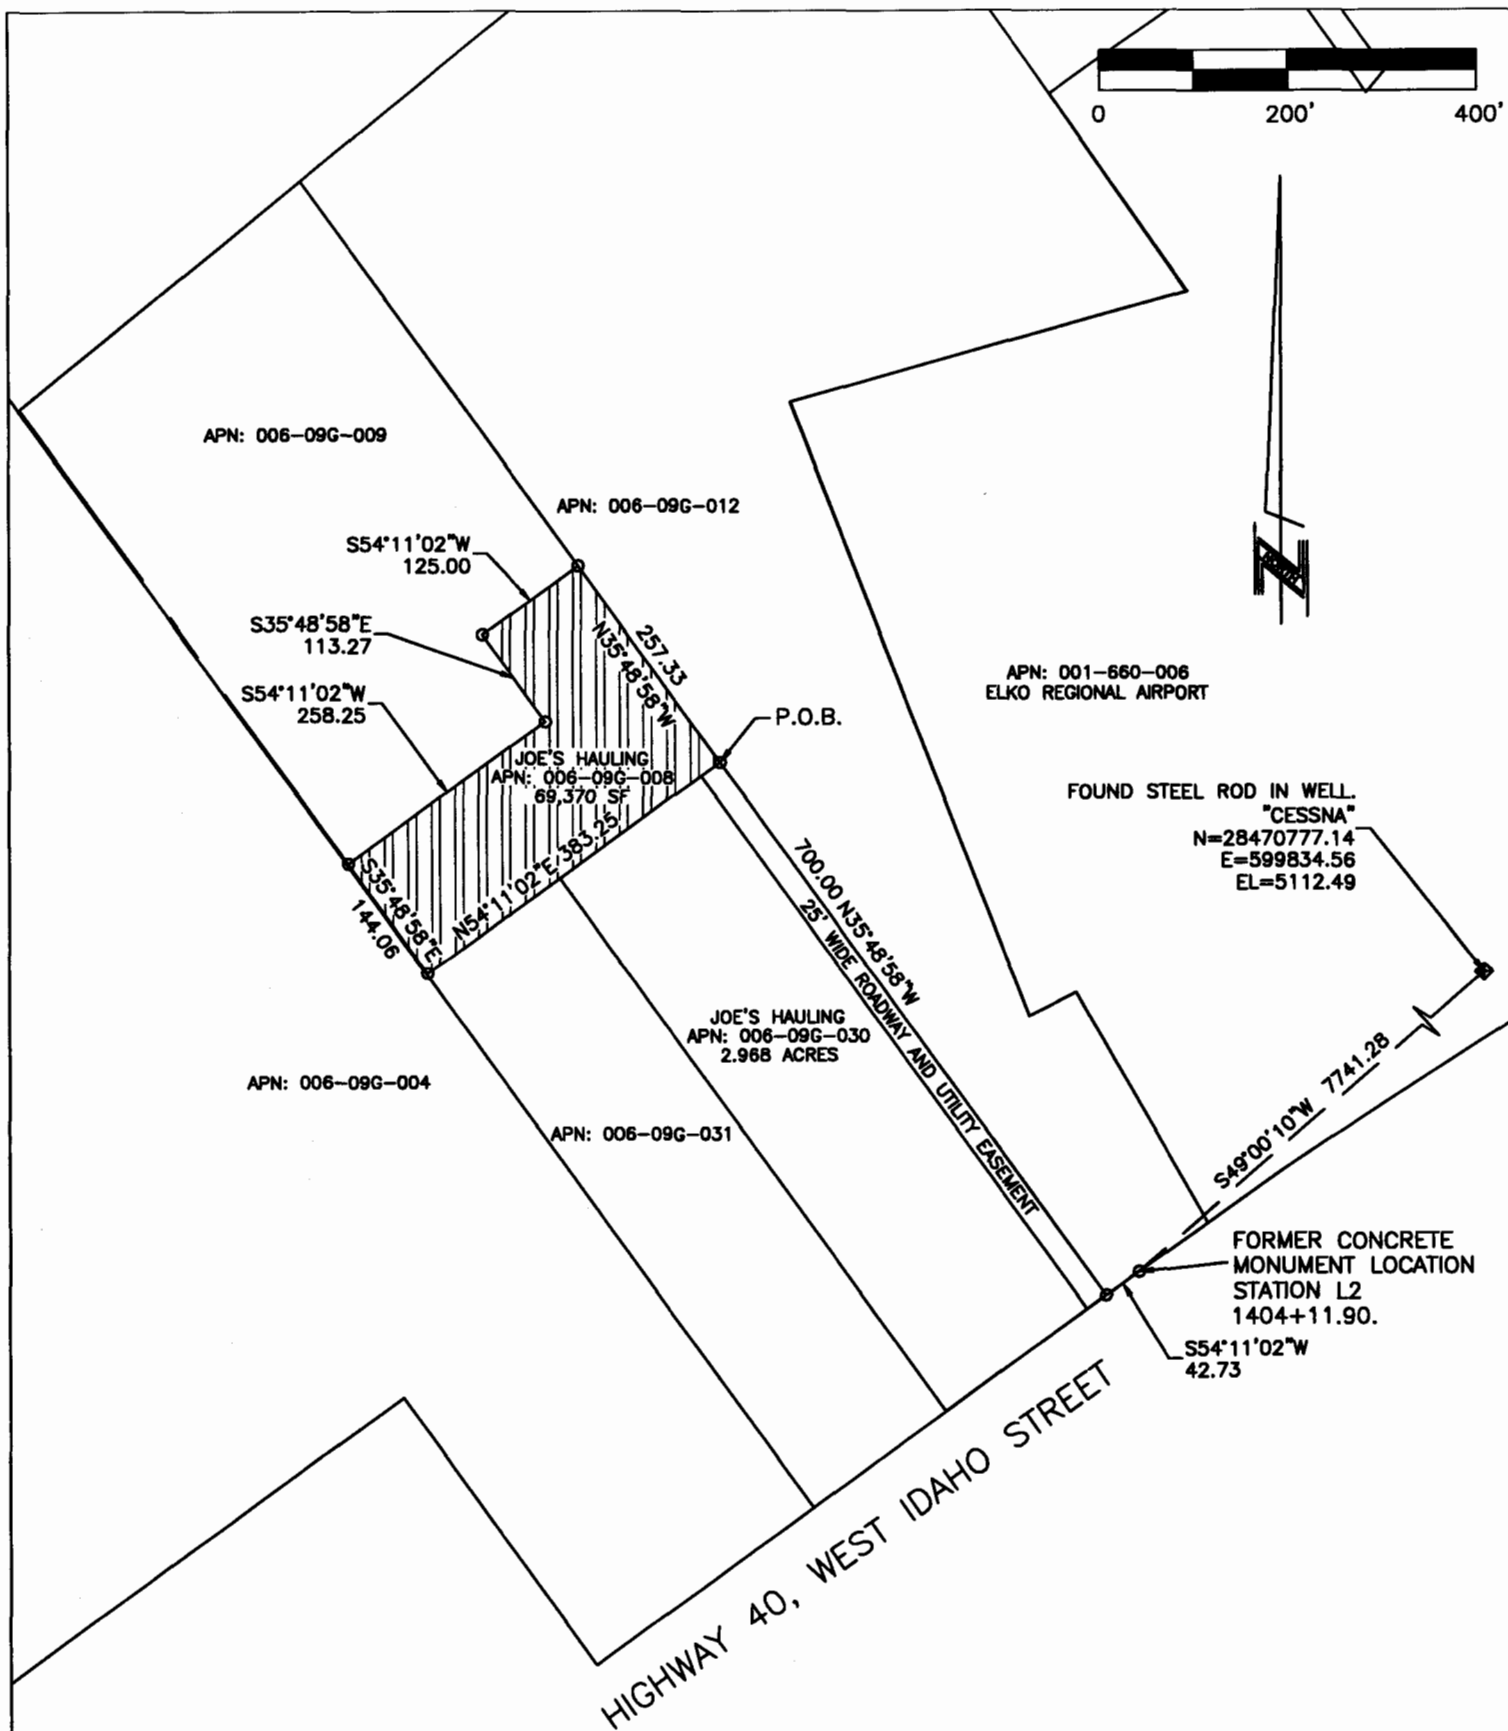 0 200' 400'
APN: 006-09G-009
APN: 006-09G-012
S54°11'02"W
125.00
S35°48'58"E
113.27
S54°11'02"W
258.25
257.33
N35°48'58"W
P.O.B.
JOE'S HAULING
APN: 006-09G-008
69,370 SF
N54°11'02"E 383.25
S35°48'58"E
144.06
APN: 001-660-006
ELKO REGIONAL AIRPORT
FOUND STEEL ROD IN WELL.
"CESSNA"
N=28470777.14
E=599834.56
EL=5112.49
700.00 N35°48'58"W
25' WIDE ROADWAY AND UTILITY EASEMENT
JOE'S HAULING
APN: 006-09G-030
2.968 ACRES
APN: 006-09G-004
APN: 006-09G-031
S49°00'10"W 7741.28
FORMER CONCRETE
MONUMENT LOCATION
STATION L2
1404+11.90.
S54°11'02"W
42.73
HIGHWAY 40, WEST IDAHO STREET